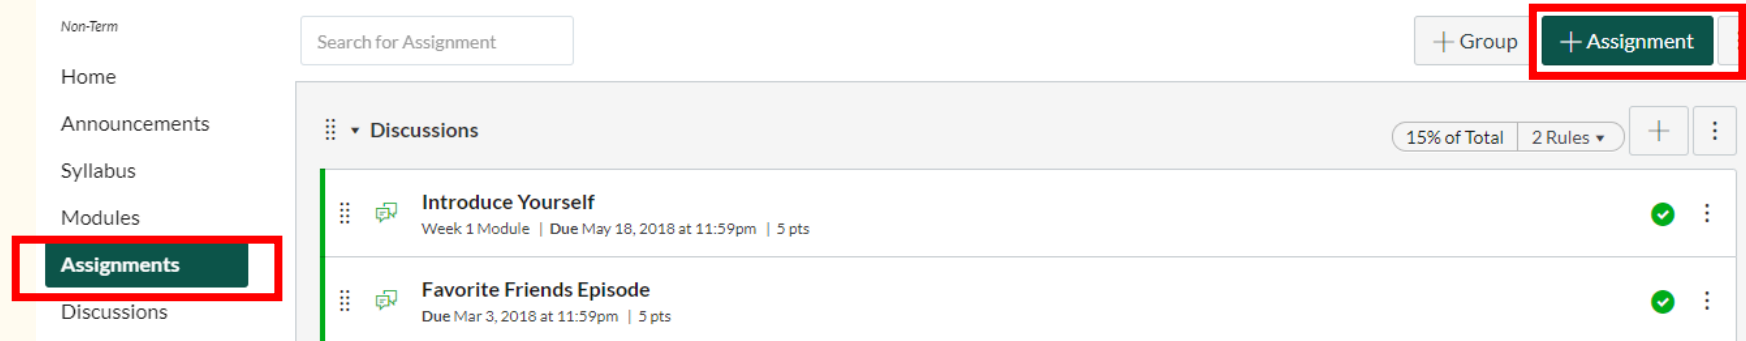 Non-Term
Home
Announcements
Syllabus
Modules
Assignments
Discussions
Search for Assignment
+ Group
+ Assignment
Discussions
15% of Total
2 Rules
Introduce Yourself
Week 1 Module | Due May 18, 2018 at 11:59pm | 5 pts
Favorite Friends Episode
Due Mar 3, 2018 at 11:59pm | 5 pts